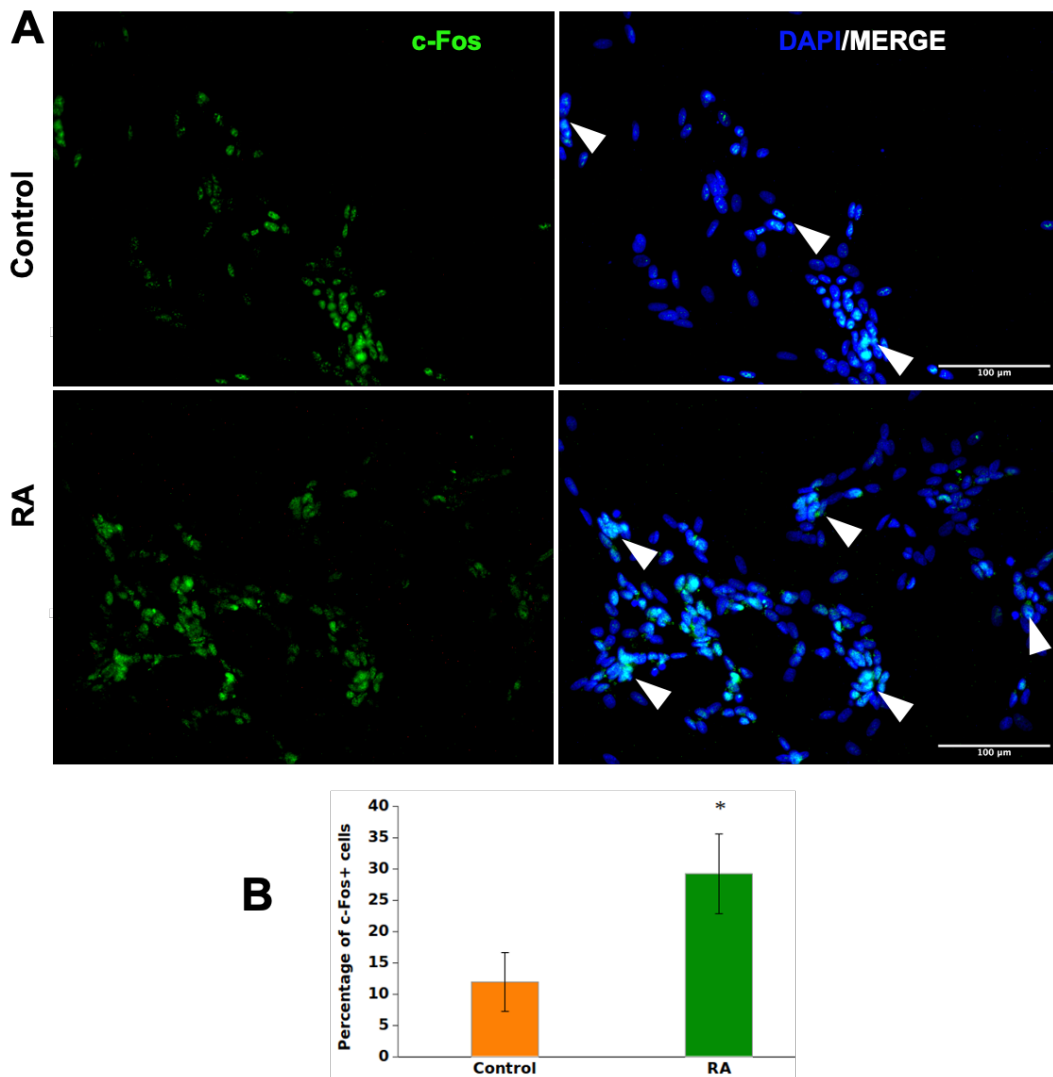 A
c-Fos
DAPI/MERGE
Control
100 µm
RA
100 µm
B
Percentage of c-Fos+ cells
40
35
30
25
20
15
10
5
0
*
Control
RA